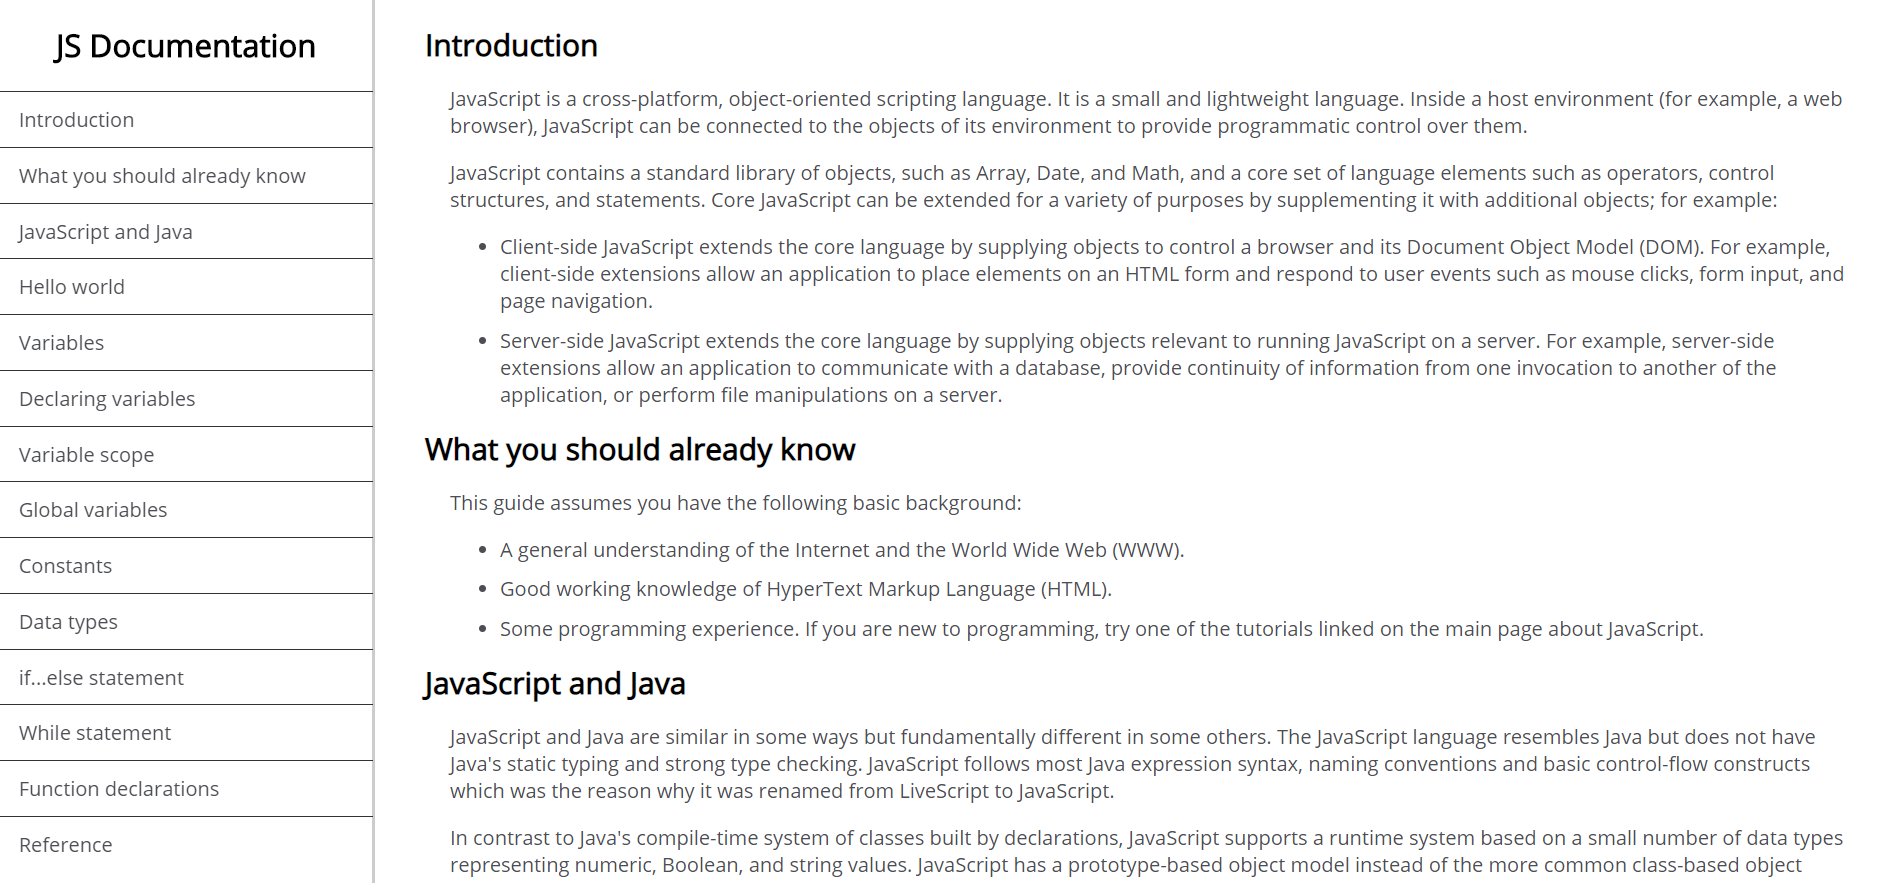 JS Documentation
Introduction
What you should already know
JavaScript and Java
Hello world
Variables
Declaring variables
Variable scope
Global variables
Constants
Data types
if...else statement
While statement
Function declarations
Reference
Introduction
JavaScript is a cross-platform, object-oriented scripting language. It is a small and lightweight language. Inside a host environment (for example, a web
browser), JavaScript can be connected to the objects of its environment to provide programmatic control over them.
JavaScript contains a standard library of objects, such as Array, Date, and Math, and a core set of language elements such as operators, control
structures, and statements. Core JavaScript can be extended for a variety of purposes by supplementing it with additional objects; for example:
• Client-side JavaScript extends the core language by supplying objects to control a browser and its Document Object Model (DOM). For example,
client-side extensions allow an application to place elements on an HTML form and respond to user events such as mouse clicks, form input, and
page navigation.
• Server-side JavaScript extends the core language by supplying objects relevant to running JavaScript on a server. For example, server-side
extensions allow an application to communicate with a database, provide continuity of information from one invocation to another of the
application, or perform file manipulations on a server.
What you should already know
This guide assumes you have the following basic background:
• A general understanding of the Internet and the World Wide Web (WWW).
• Good working knowledge of HyperText Markup Language (HTML).
• Some programming experience. If you are new to programming, try one of the tutorials linked on the main page about JavaScript.
JavaScript and Java
JavaScript and Java are similar in some ways but fundamentally different in some others. The JavaScript language resembles Java but does not have
Java's static typing and strong type checking. JavaScript follows most Java expression syntax, naming conventions and basic control-flow constructs
which was the reason why it was renamed from LiveScript to JavaScript.
In contrast to Java's compile-time system of classes built by declarations, JavaScript supports a runtime system based on a small number of data types
representing numeric, Boolean, and string values. JavaScript has a prototype-based object model instead of the more common class-based object